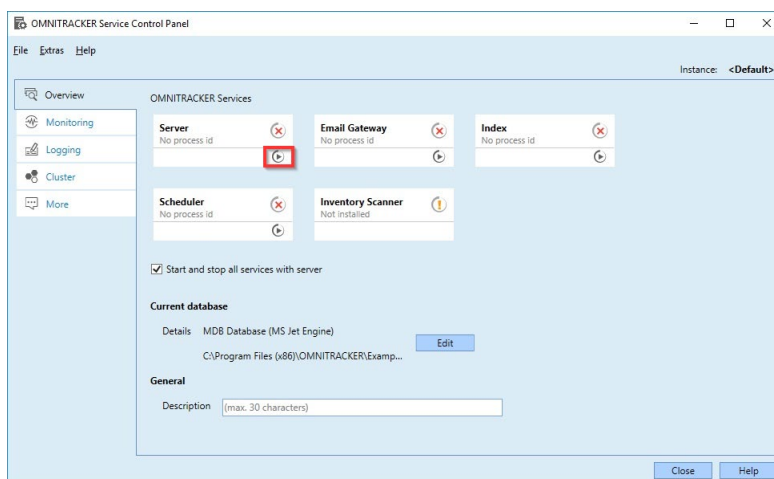 OMNITRACKER Service Control Panel
File Extras Help
Instance: <Default>
Overview
Monitoring
Logging
Cluster
More
OMNITRACKER Services
Server
No process id
Email Gateway
No process id
Index
No process id
Scheduler
No process id
Inventory Scanner
Not installed
Start and stop all services with server
Current database
Details MDB Database (MS Jet Engine)
C:\Program Files (x86)\OMNITRACKER\Examp...
Edit
General
Description (max. 30 characters)
Close Help